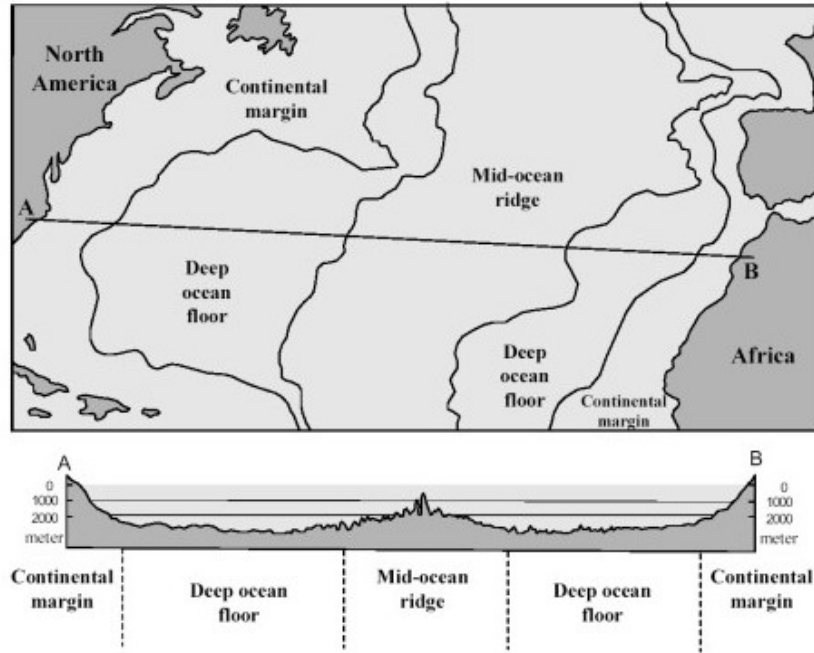 North
America
Continental
margin
Mid-ocean
ridge
A
Deep
ocean
floor
B
Deep
ocean
floor
Africa
Continental
margin
A
B
0
1000
2000
meter
0
1000
2000
meter
Continental
margin
Deep ocean
floor
Mid-ocean
ridge
Deep ocean
floor
Continental
margin